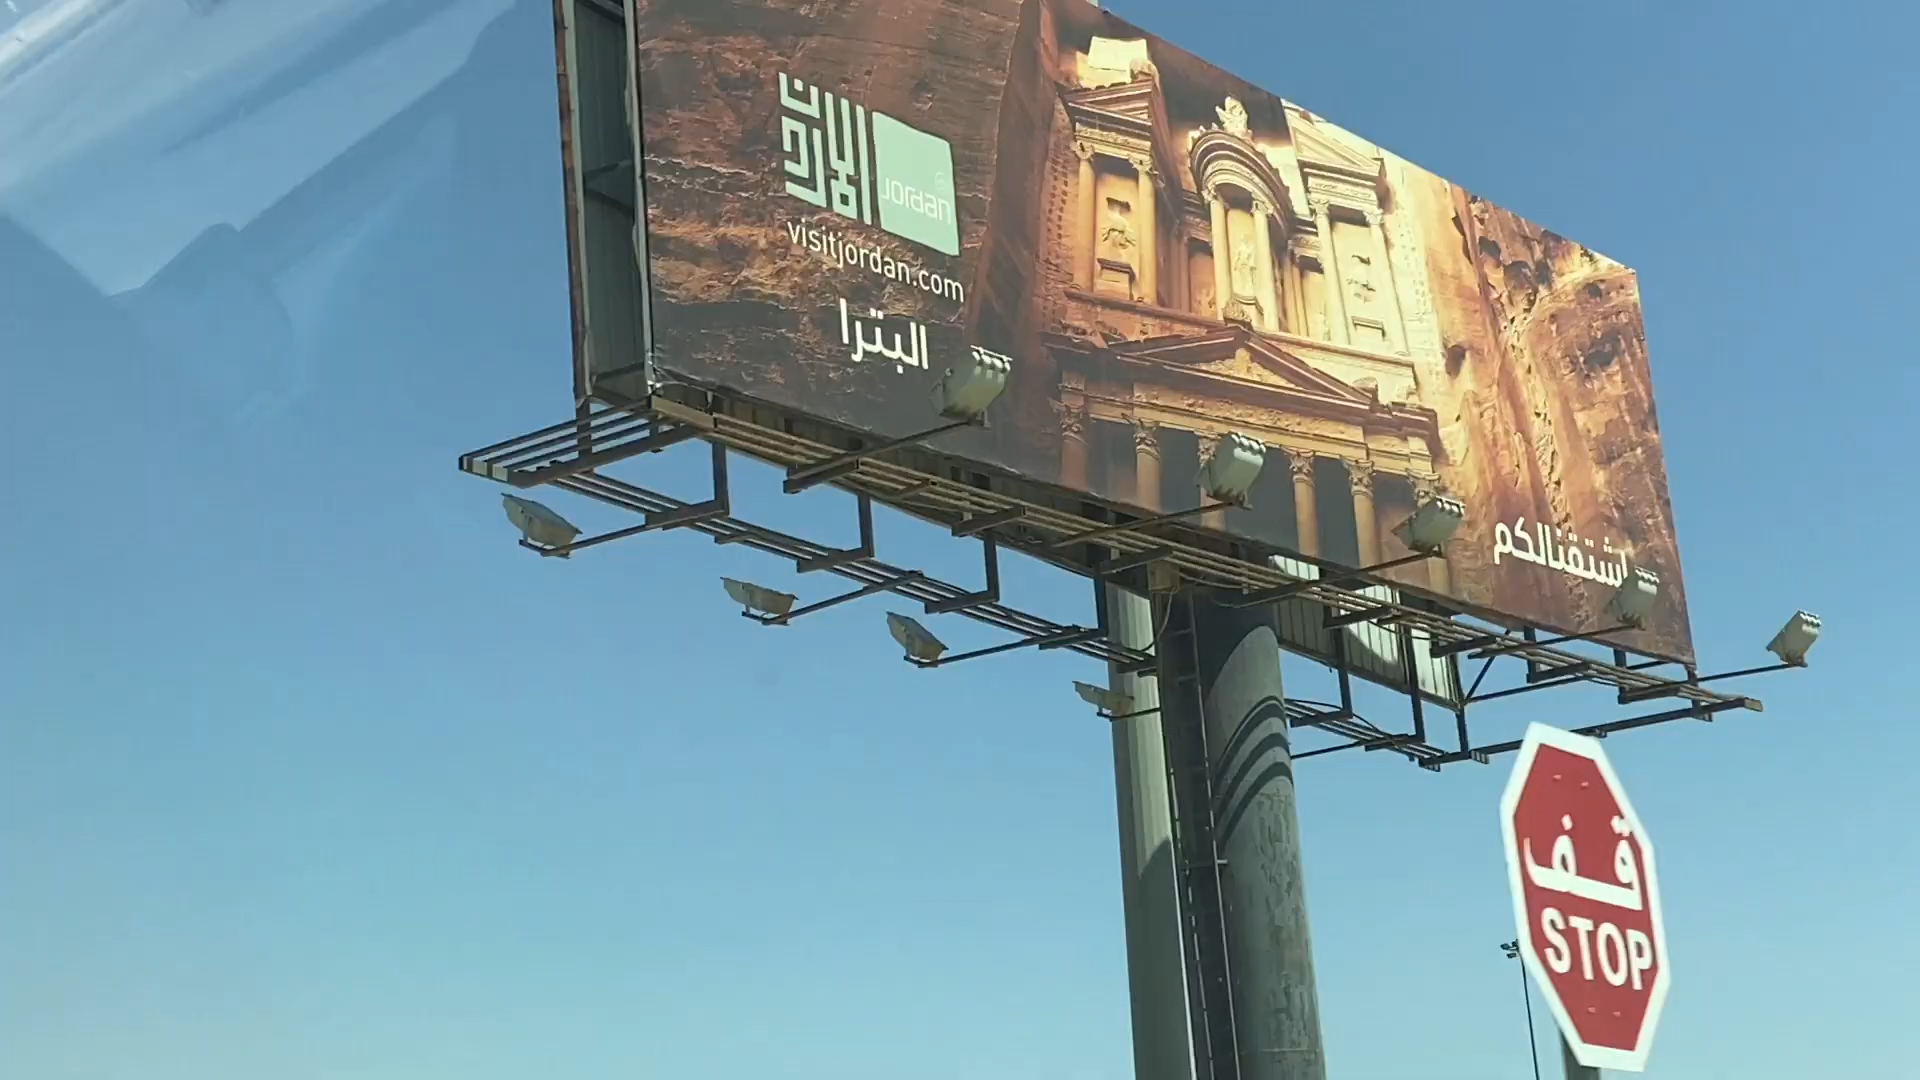 الاردن
Jordan
visitjordan.com
البترا
اشتقنالكم
قف
STOP